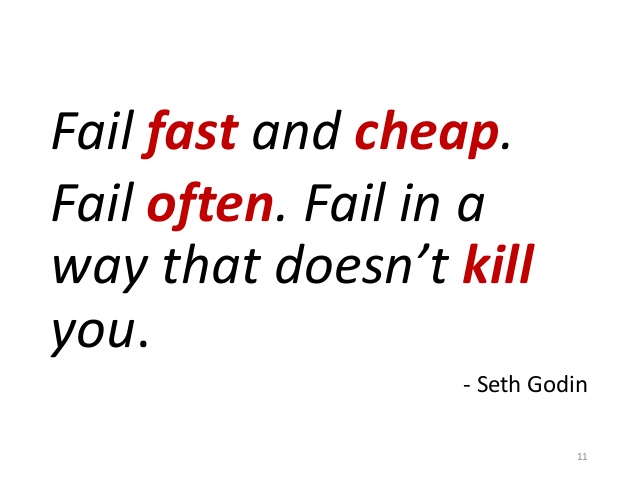 Fail fast and cheap.
Fail often. Fail in a
way that doesn’t kill
you.
- Seth Godin
11